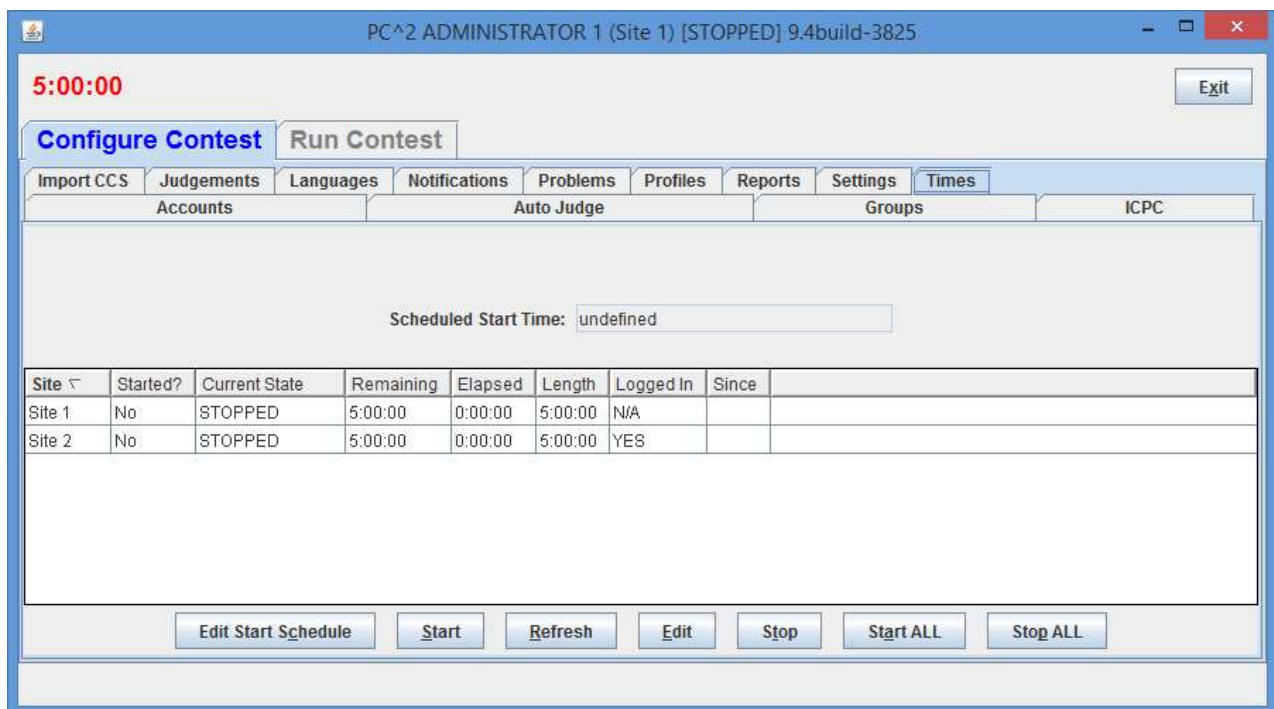 PC^2 ADMINISTRATOR 1 (Site 1) [STOPPED] 9.4build-3825
5:00:00 Exit
Configure Contest Run Contest
Import CCS Judgements Languages Notifications Problems Profiles Reports Settings Times
Accounts Auto Judge Groups ICPC
Scheduled Start Time: undefined
Site Started? Current State Remaining Elapsed Length Logged In Since
Site 1 No STOPPED 5:00:00 0:00:00 5:00:00 N/A
Site 2 No STOPPED 5:00:00 0:00:00 5:00:00 YES
Edit Start Schedule Start Refresh Edit Stop Start ALL Stop ALL